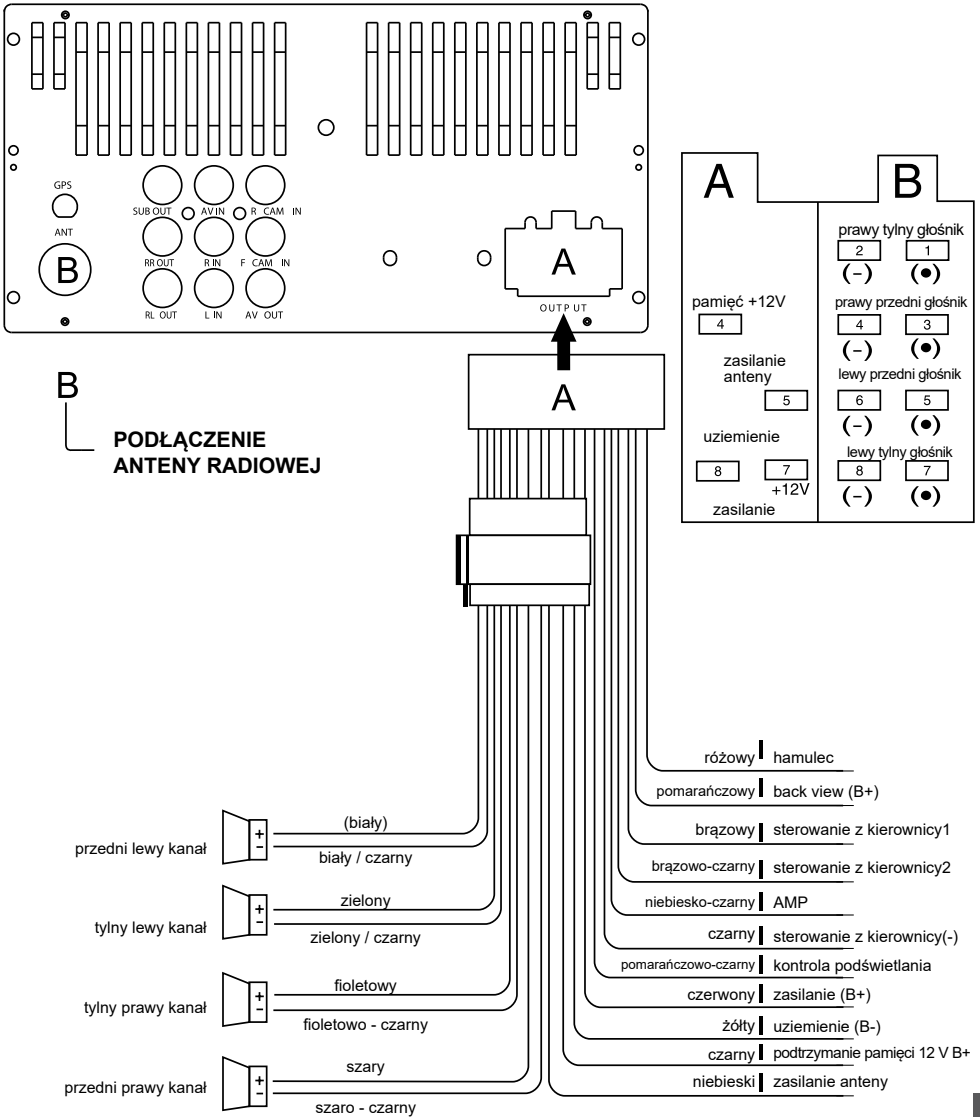 GPS
ANT
B
SUB OUT
AV IN
R CAM IN
RR OUT
R IN
F CAM IN
RL OUT
L IN
AV OUT
A
OUTPUT
A
B
PODŁĄCZENIE
ANTENY RADIOWEJ
A
pamięć +12V
4
zasilanie
anteny
5
uziemienie
8
7
+12V
zasilanie
B
prawy tylny głośnik
2 1
(-) (•)
prawy przedni głośnik
4 3
(-) (•)
lewy przedni głośnik
6 5
(-) (•)
lewy tylny głośnik
8 7
(-) (•)
przedni lewy kanał
+
-
(biały)
biały / czarny
tylny lewy kanał
+
-
zielony
zielony / czarny
tylny prawy kanał
+
-
fioletowy
fioletowo - czarny
przedni prawy kanał
+
-
szary
szaro - czarny
różowy hamulec
pomarańczowy back view (B+)
brązowy sterowanie z kierownicy1
brązowo-czarny sterowanie z kierownicy2
niebiesko-czarny AMP
czarny sterowanie z kierownicy(-)
pomarańczowo-czarny kontrola podświetlania
czerwony zasilanie (B+)
żółty uziemienie (B-)
czarny podtrzymanie pamięci 12 V B+
niebieski zasilanie anteny